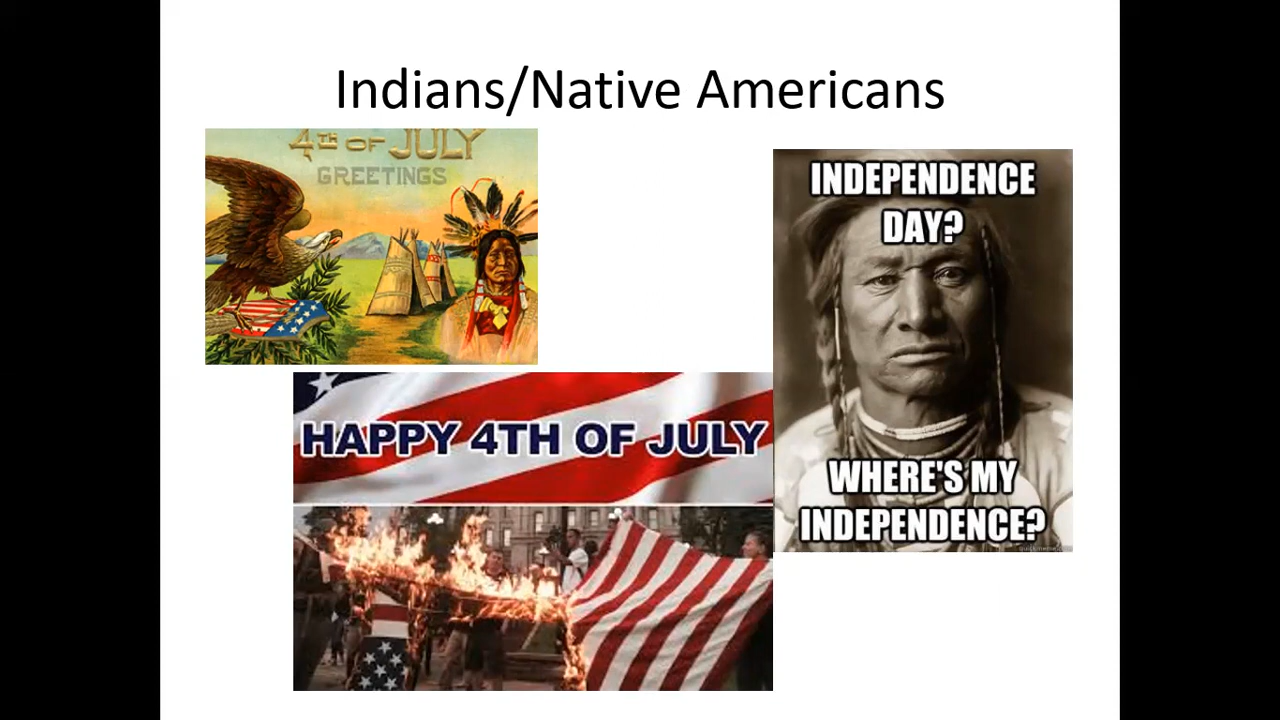 Indians/Native Americans
4TH OF JULY
GREETINGS
INDEPENDENCE
DAY?
WHERE'S MY
INDEPENDENCE?
HAPPY 4TH OF JULY